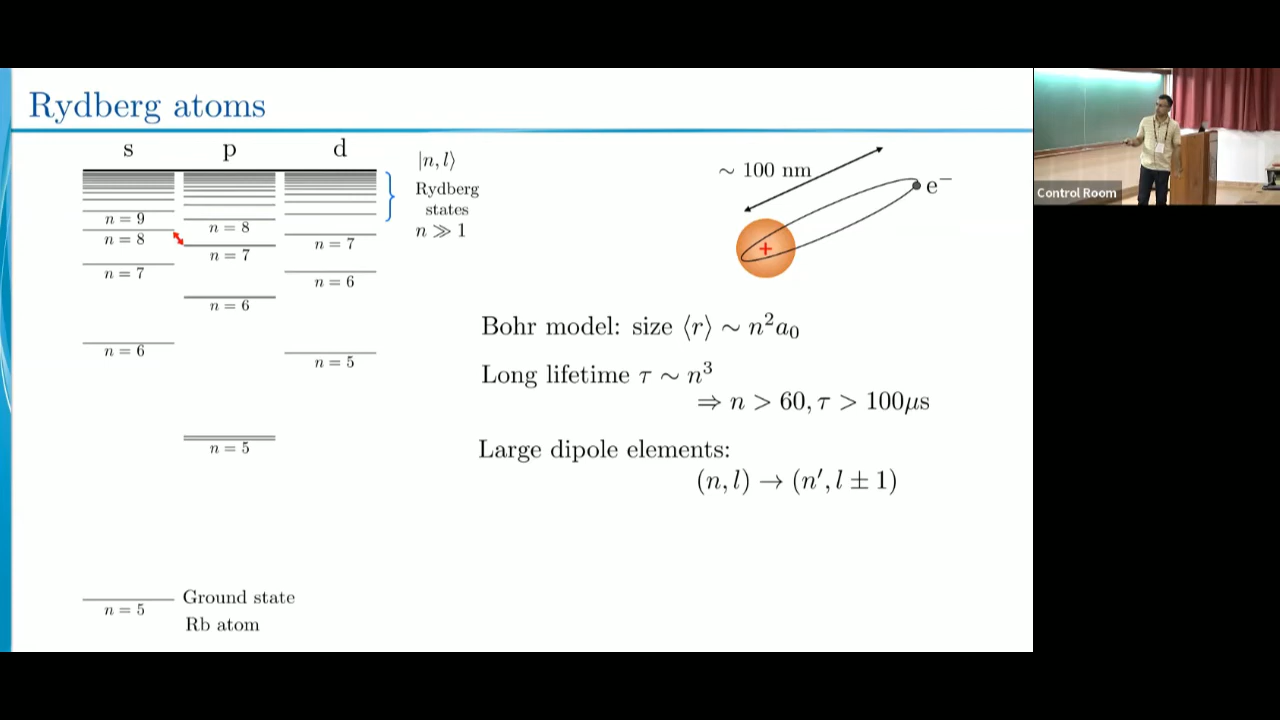 Rydberg atoms
s
p
d
|n, l⟩
Rydberg
states
n ≫ 1
n = 9
n = 8
n = 7
n = 6
n = 8
n = 7
n = 6
n = 5
n = 7
n = 6
n = 5
n = 5
Ground state
Rb atom
∼ 100 nm
e⁻
+
Bohr model: size ⟨r⟩ ∼ n²a₀
Long lifetime τ ∼ n³
⇒ n > 60, τ > 100μs
Large dipole elements:
(n, l) → (n′, l ± 1)
Control Room